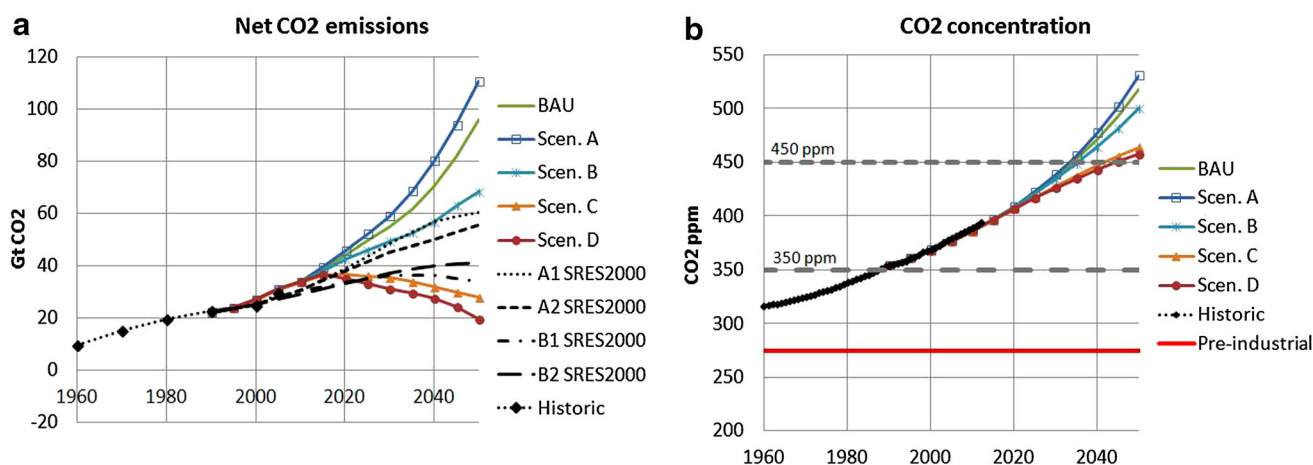 a
Net CO2 emissions
120
100
80
60
40
20
0
-20
Gt CO2
1960 1980 2000 2020 2040
BAU
Scen. A
Scen. B
Scen. C
Scen. D
A1 SRES2000
A2 SRES2000
B1 SRES2000
B2 SRES2000
Historic
b
CO2 concentration
550
500
450
400
350
300
250
200
CO2 ppm
450 ppm
350 ppm
1960 1980 2000 2020 2040
BAU
Scen. A
Scen. B
Scen. C
Scen. D
Historic
Pre-industrial